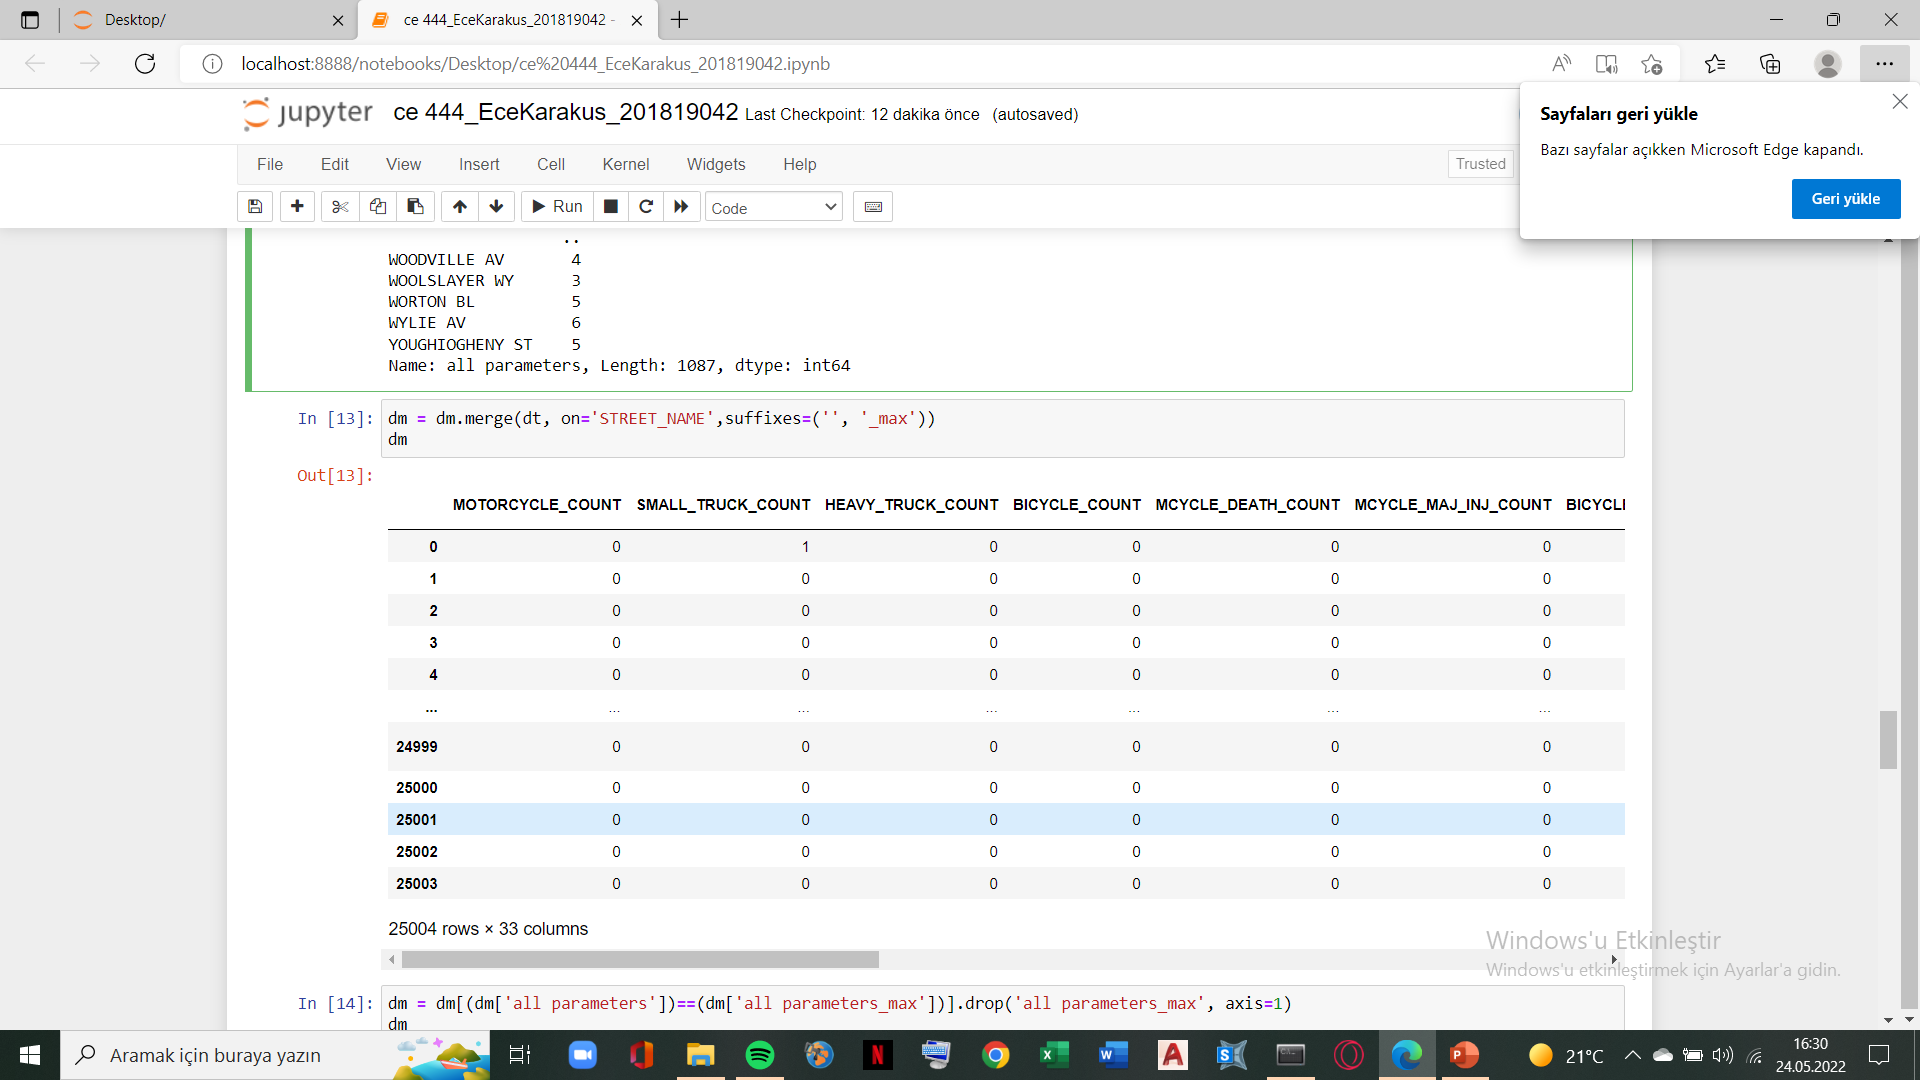 Desktop/
ce 444_EceKarakus_201819042 -
localhost:8888/notebooks/Desktop/ce%20444_EceKarakus_201819042.ipynb
Sayfaları geri yükle
Bazı sayfalar açıkken Microsoft Edge kapandı.
Geri yükle
jupyter ce 444_EceKarakus_201819042 Last Checkpoint: 12 dakika önce (autosaved)
File Edit View Insert Cell Kernel Widgets Help
Trusted
Run
Code
..
WOODVILLE AV 4
WOOLSLAYER WY 3
WORTON BL 5
WYLIE AV 6
YOUGHIOGHENY ST 5
Name: all parameters, Length: 1087, dtype: int64
In [13]: dm = dm.merge(dt, on='STREET_NAME',suffixes=('', '_max'))
dm
Out[13]:
MOTORCYCLE_COUNT SMALL_TRUCK_COUNT HEAVY_TRUCK_COUNT BICYCLE_COUNT MCYCLE_DEATH_COUNT MCYCLE_MAJ_INJ_COUNT BICYCLI
0 0 1 0 0 0 0
1 0 0 0 0 0 0
2 0 0 0 0 0 0
3 0 0 0 0 0 0
4 0 0 0 0 0 0
... ... ... ... ... ... ...
24999 0 0 0 0 0 0
25000 0 0 0 0 0 0
25001 0 0 0 0 0 0
25002 0 0 0 0 0 0
25003 0 0 0 0 0 0
25004 rows × 33 columns
Windows'u Etkinleştir
Windows'u etkinleştirmek için Ayarlar'a gidin.
In [14]: dm = dm[(dm['all parameters'])==(dm['all parameters_max'])].drop('all parameters_max', axis=1)
dm
Aramak için buraya yazın
21°C
16:30
24.05.2022